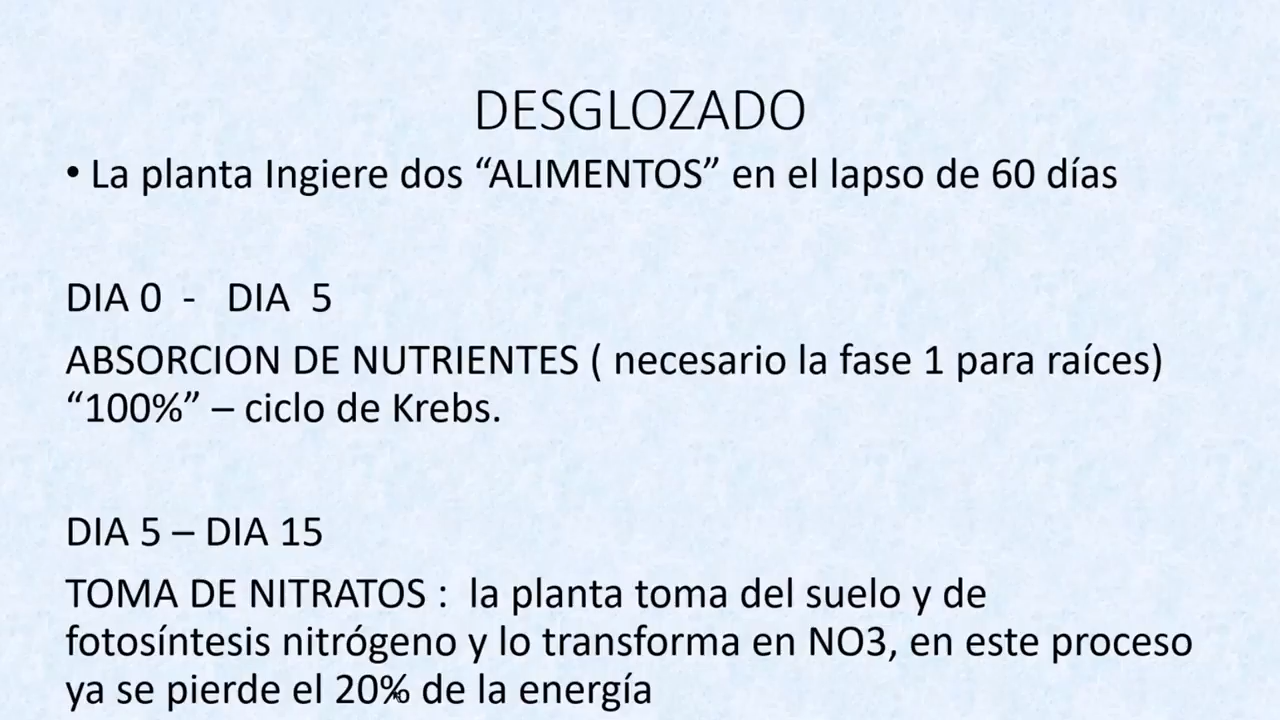 DESGLOZADO
• La planta Ingiere dos “ALIMENTOS” en el lapso de 60 días
DIA 0 - DIA 5
ABSORCION DE NUTRIENTES ( necesario la fase 1 para raíces)
“100%” – ciclo de Krebs.
DIA 5 – DIA 15
TOMA DE NITRATOS : la planta toma del suelo y de
fotosíntesis nitrógeno y lo transforma en NO3, en este proceso
ya se pierde el 20% de la energía